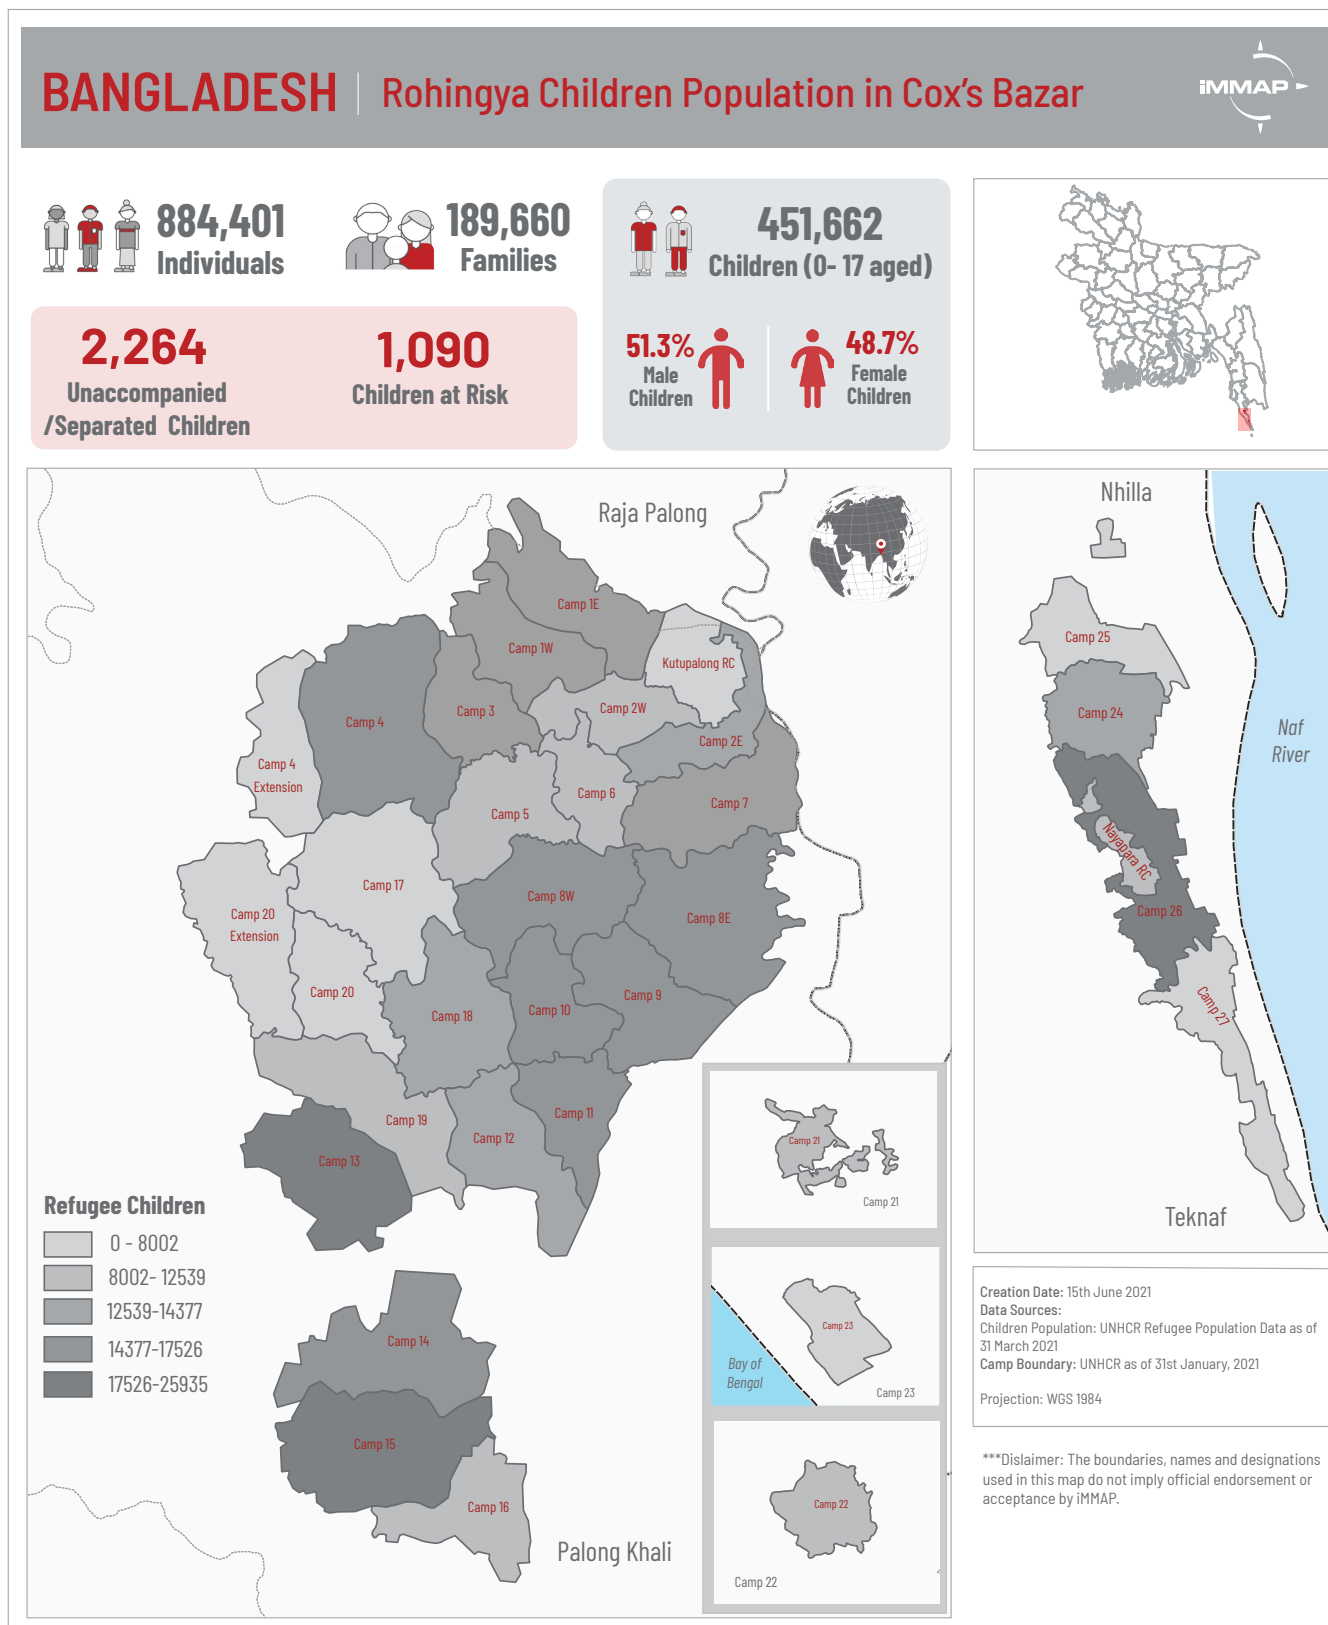 BANGLADESH
Rohingya Children Population in Cox's Bazar
iMMAP
884,401
Individuals
189,660
Families
451,662
Children (0- 17 aged)
2,264
Unaccompanied
/Separated Children
1,090
Children at Risk
51.3%
Male
Children
48.7%
Female
Children
Raja Palong
Camp 1E
Camp 1W
Kutupalong RC
Camp 4
Camp 3
Camp 2W
Camp 2E
Camp 4
Extension
Camp 5
Camp 6
Camp 7
Camp 17
Camp 8W
Camp 8E
Camp 20
Extension
Camp 20
Camp 18
Camp 10
Camp 9
Camp 19
Camp 12
Camp 11
Camp 13
Refugee Children
0 - 8002
8002- 12539
12539-14377
14377-17526
17526-25935
Camp 14
Camp 15
Camp 16
Palong Khali
Camp 21
Camp 21
Camp 23
Bay of
Bengal
Camp 23
Camp 22
Camp 22
Nhilla
Camp 25
Camp 24
Naf
River
Nayapara RC
Camp 26
Camp 27
Teknaf
Creation Date: 15th June 2021
Data Sources:
Children Population: UNHCR Refugee Population Data as of
31 March 2021
Camp Boundary: UNHCR as of 31st January, 2021
Projection: WGS 1984
***Dislaimer: The boundaries, names and designations
used in this map do not imply official endorsement or
acceptance by iMMAP.